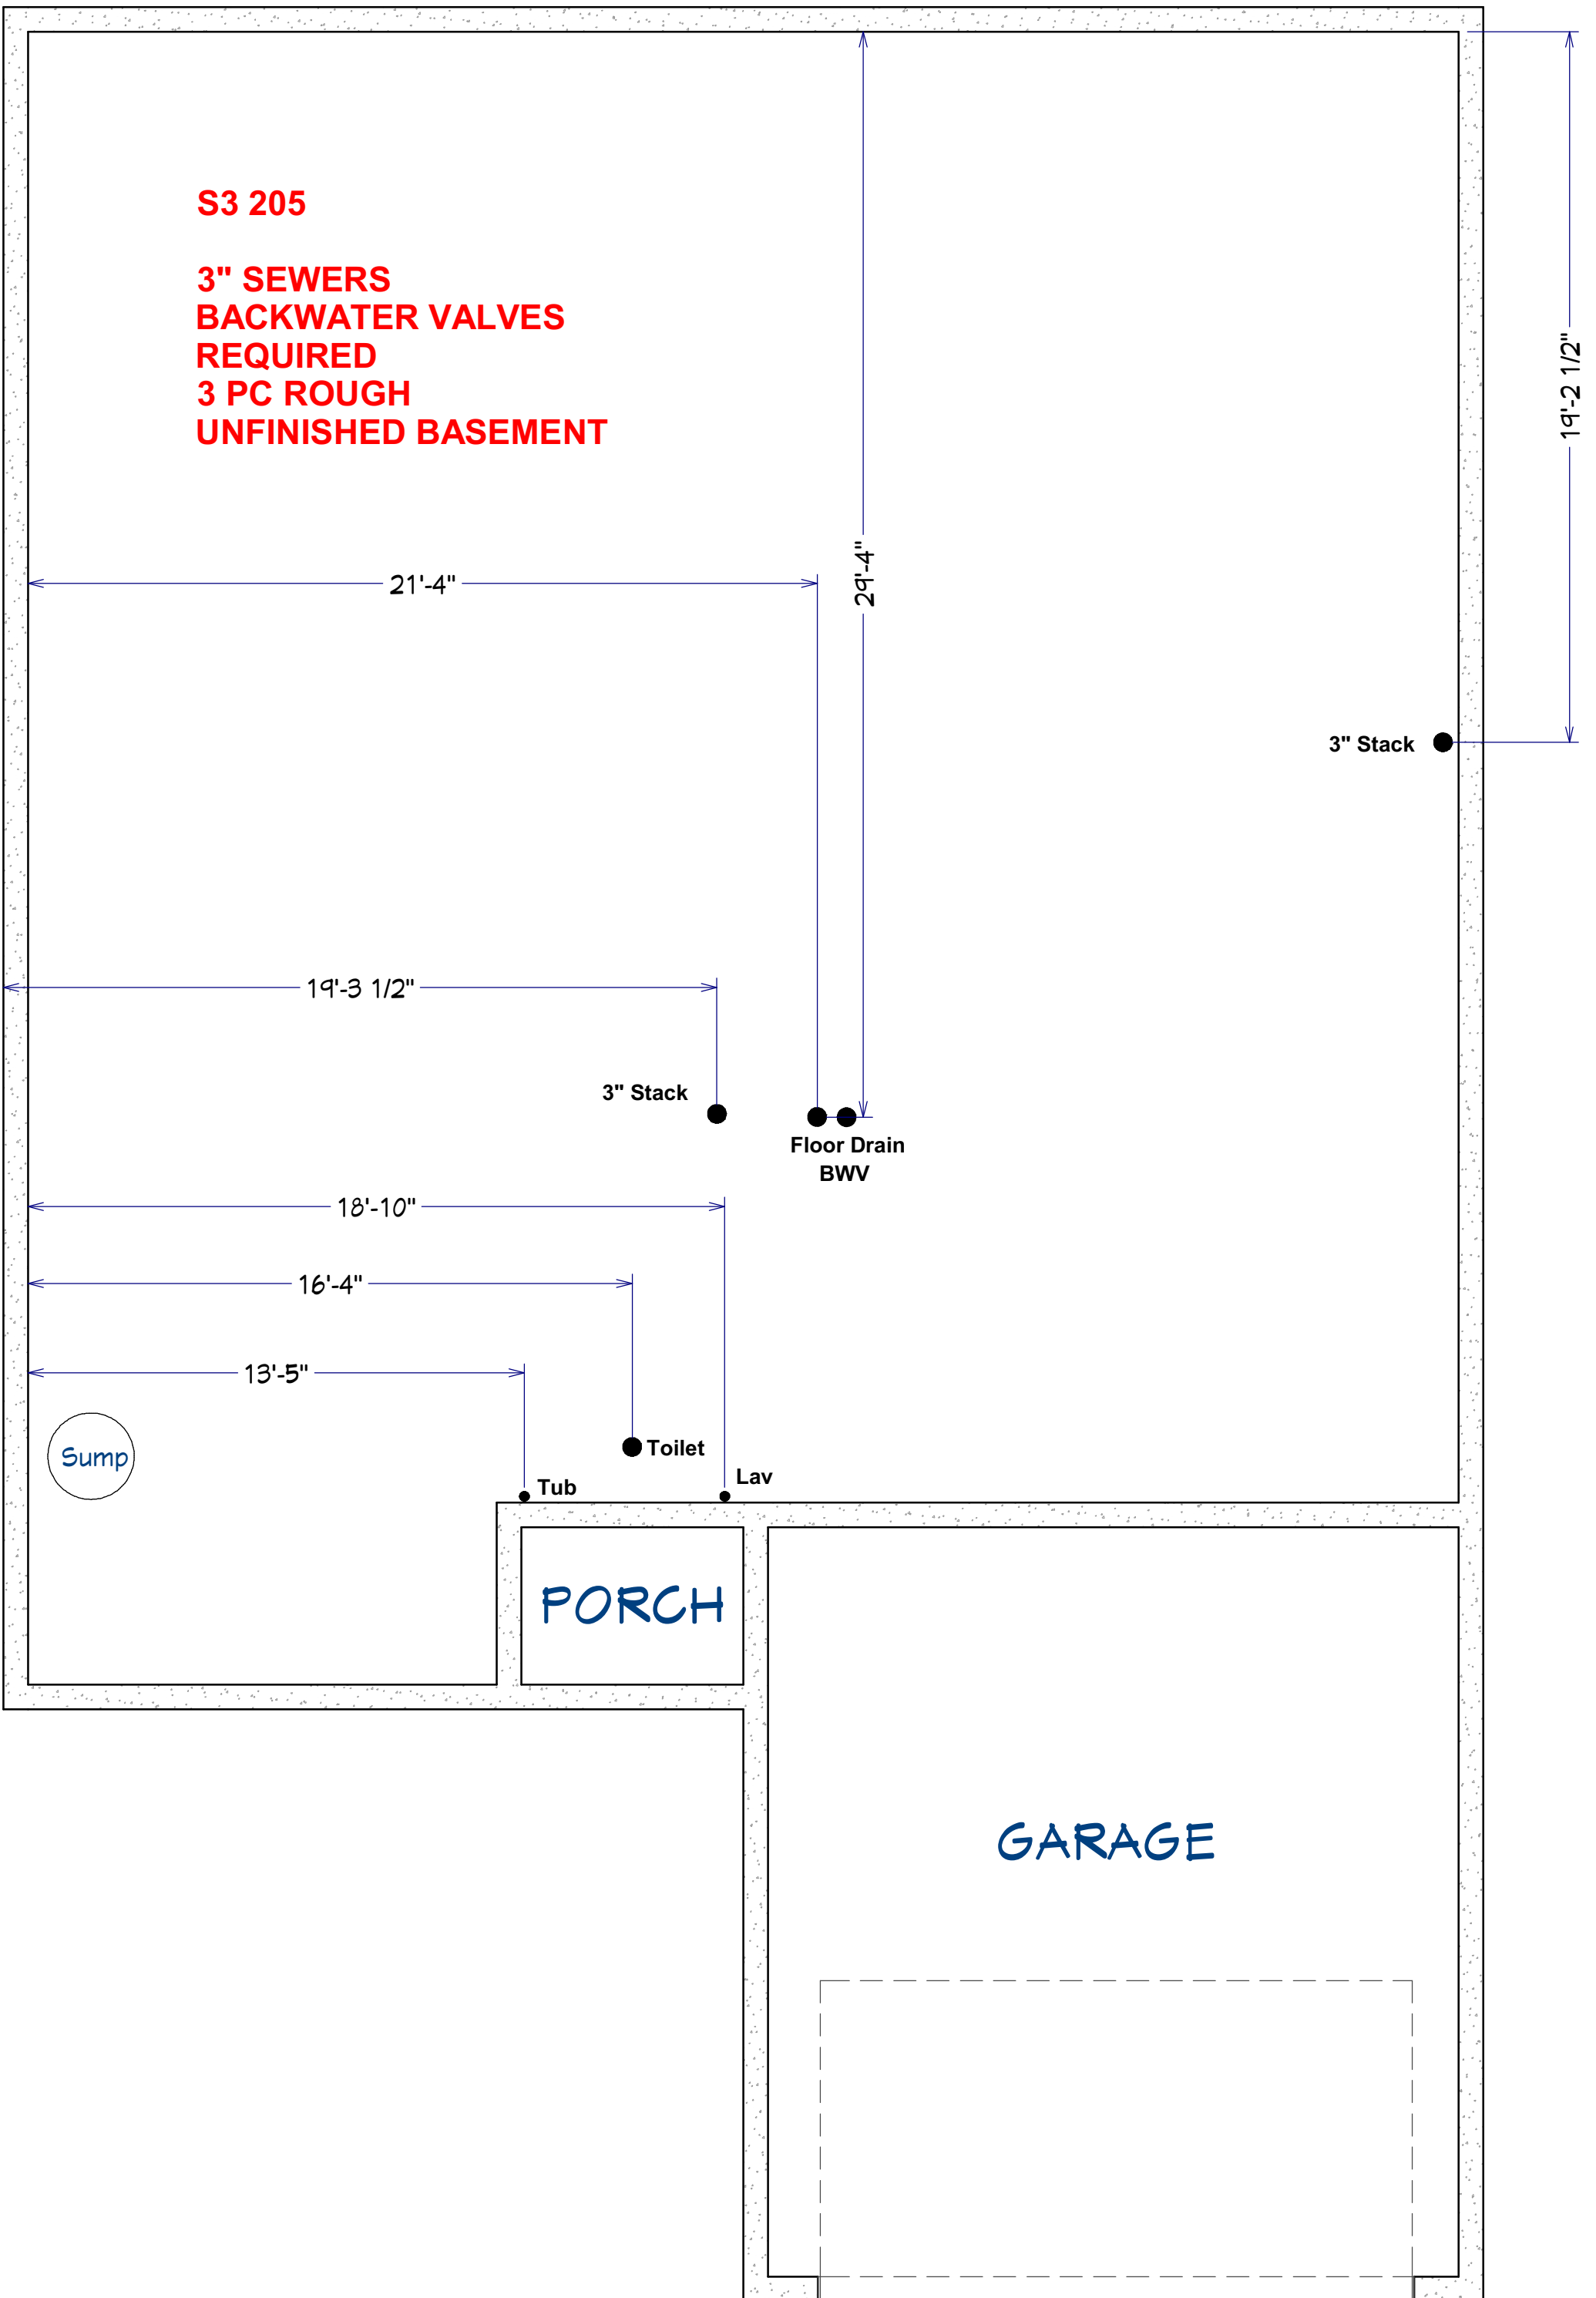 S3 205
3" SEWERS
BACKWATER VALVES
REQUIRED
3 PC ROUGH
UNFINISHED BASEMENT
19'-2 1/2"
29'-4"
21'-4"
3" Stack
19'-3 1/2"
3" Stack
Floor Drain
BWV
18'-10"
16'-4"
13'-5"
Sump
Toilet
Lav
Tub
PORCH
GARAGE